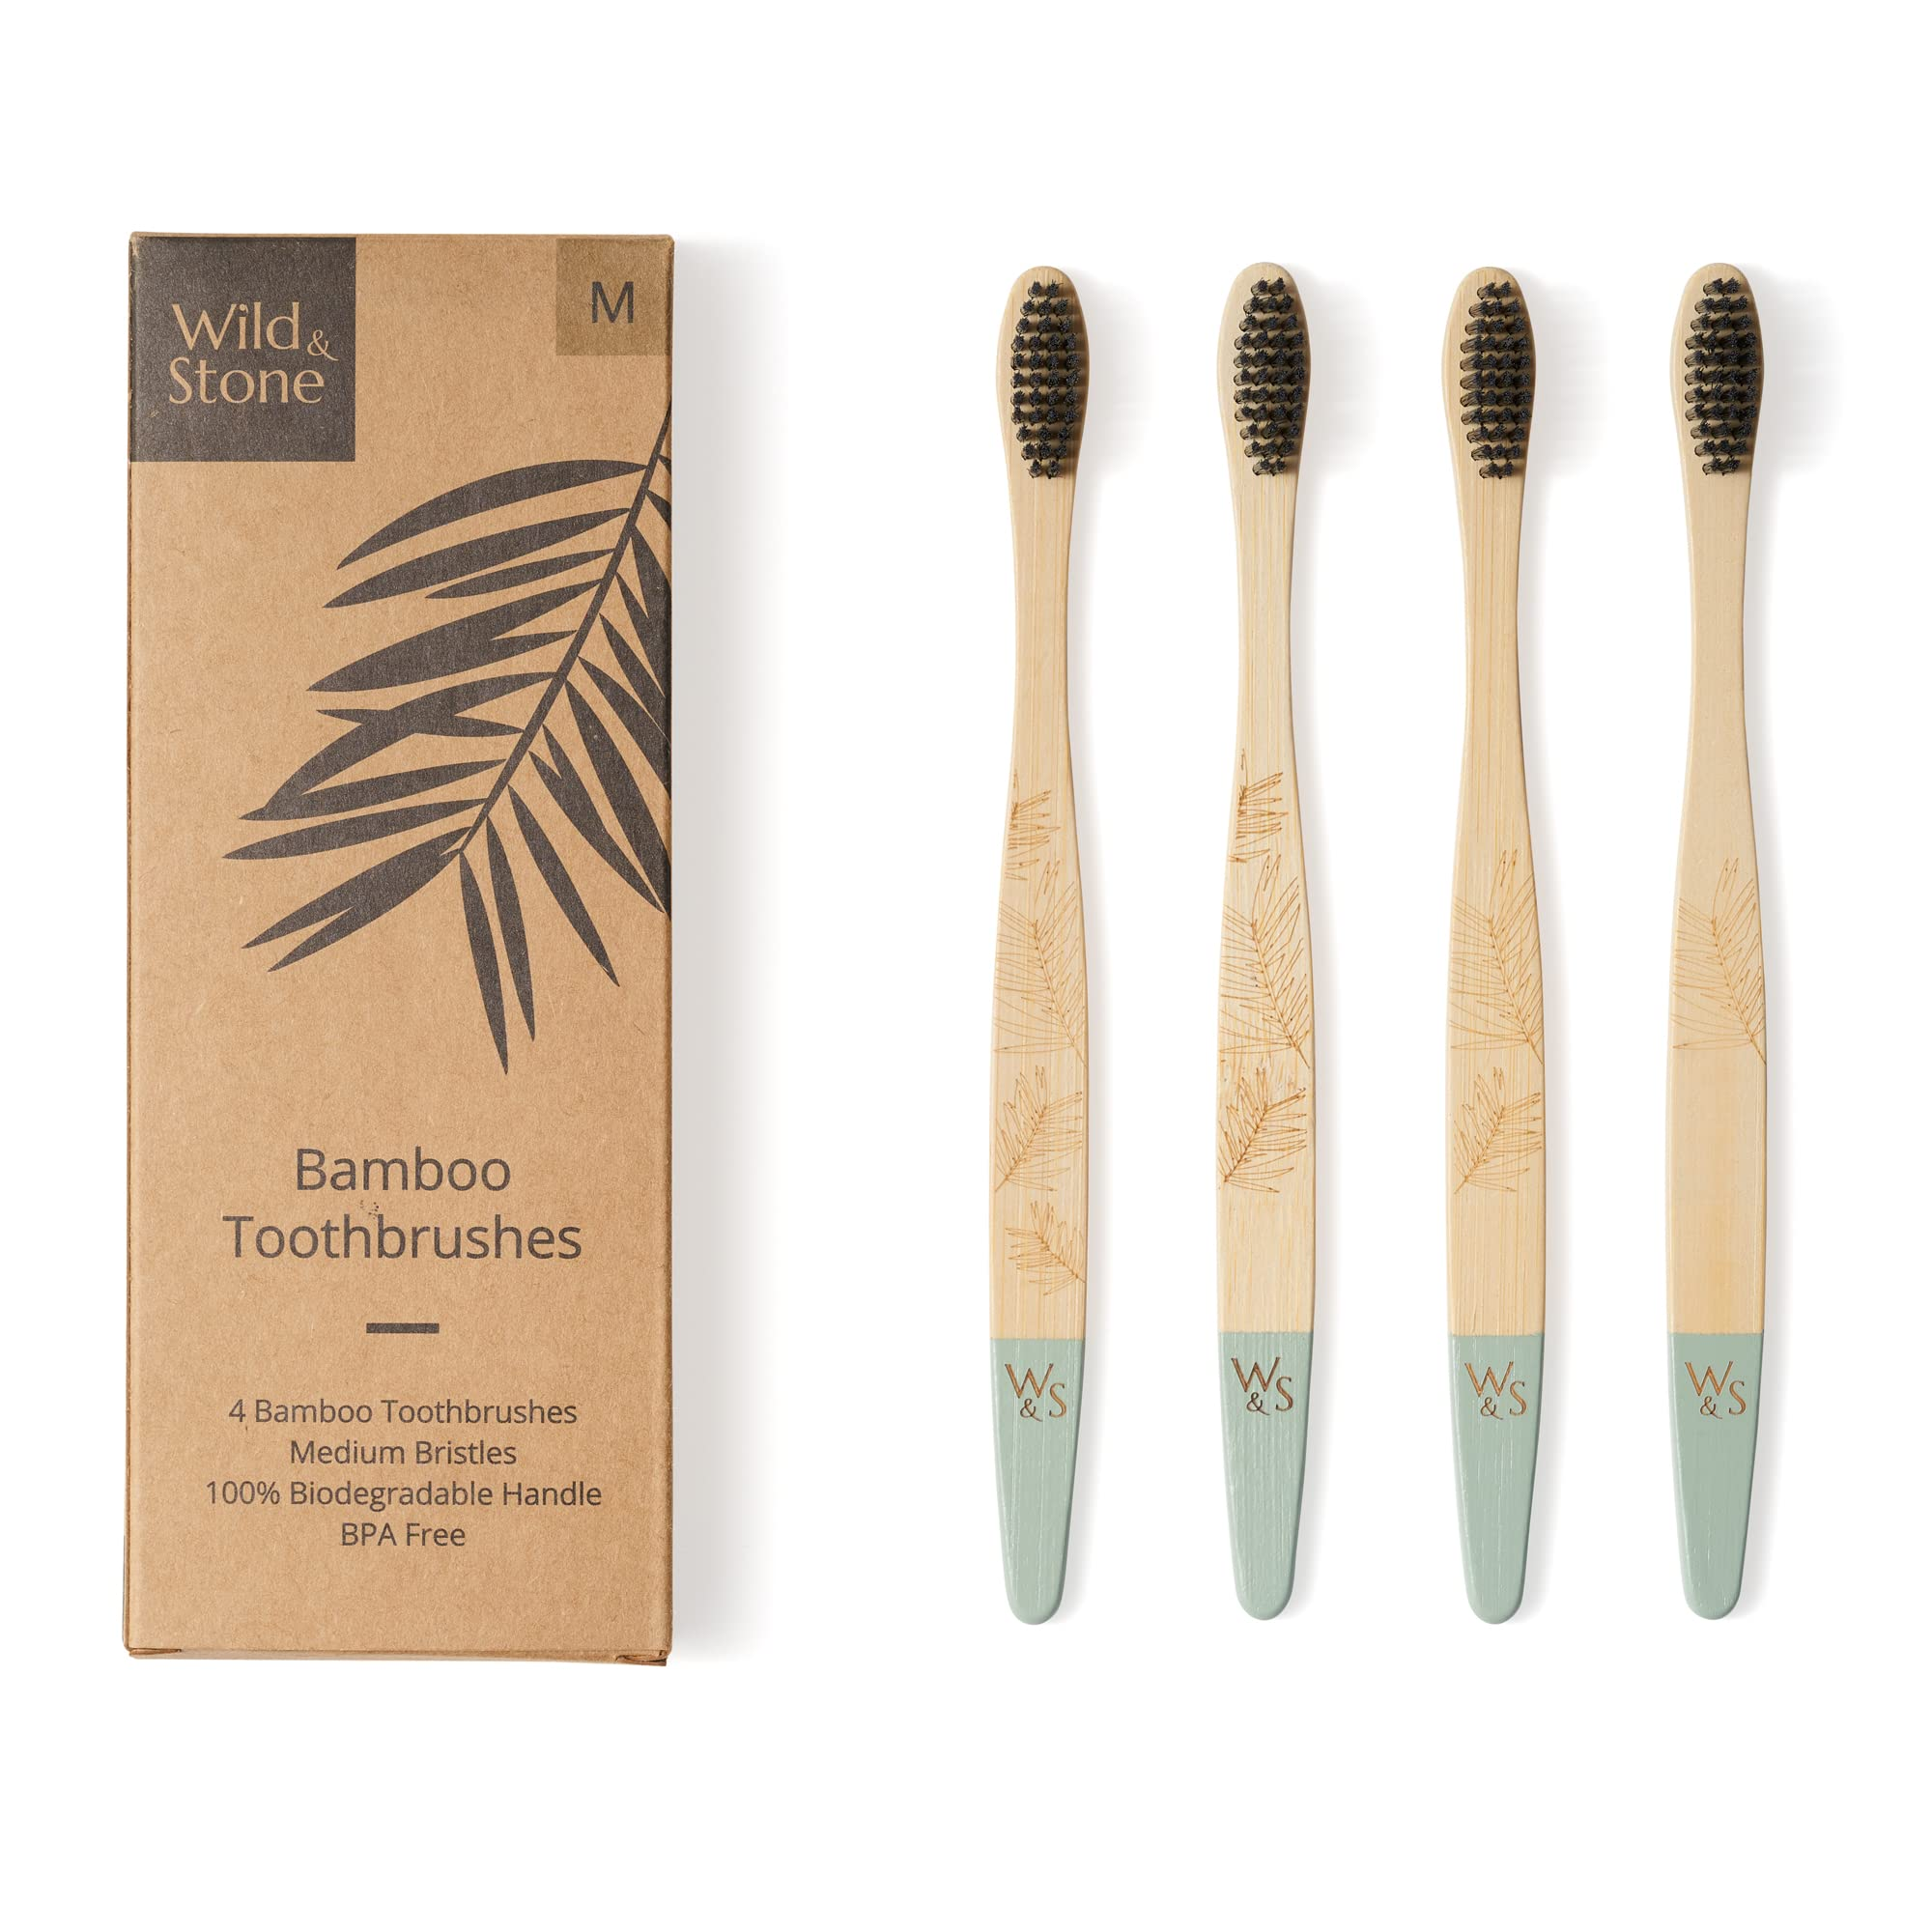 Wild &
Stone
M
Bamboo
Toothbrushes
4 Bamboo Toothbrushes
Medium Bristles
100% Biodegradable Handle
BPA Free
W&S
W&S
W&S
W&S